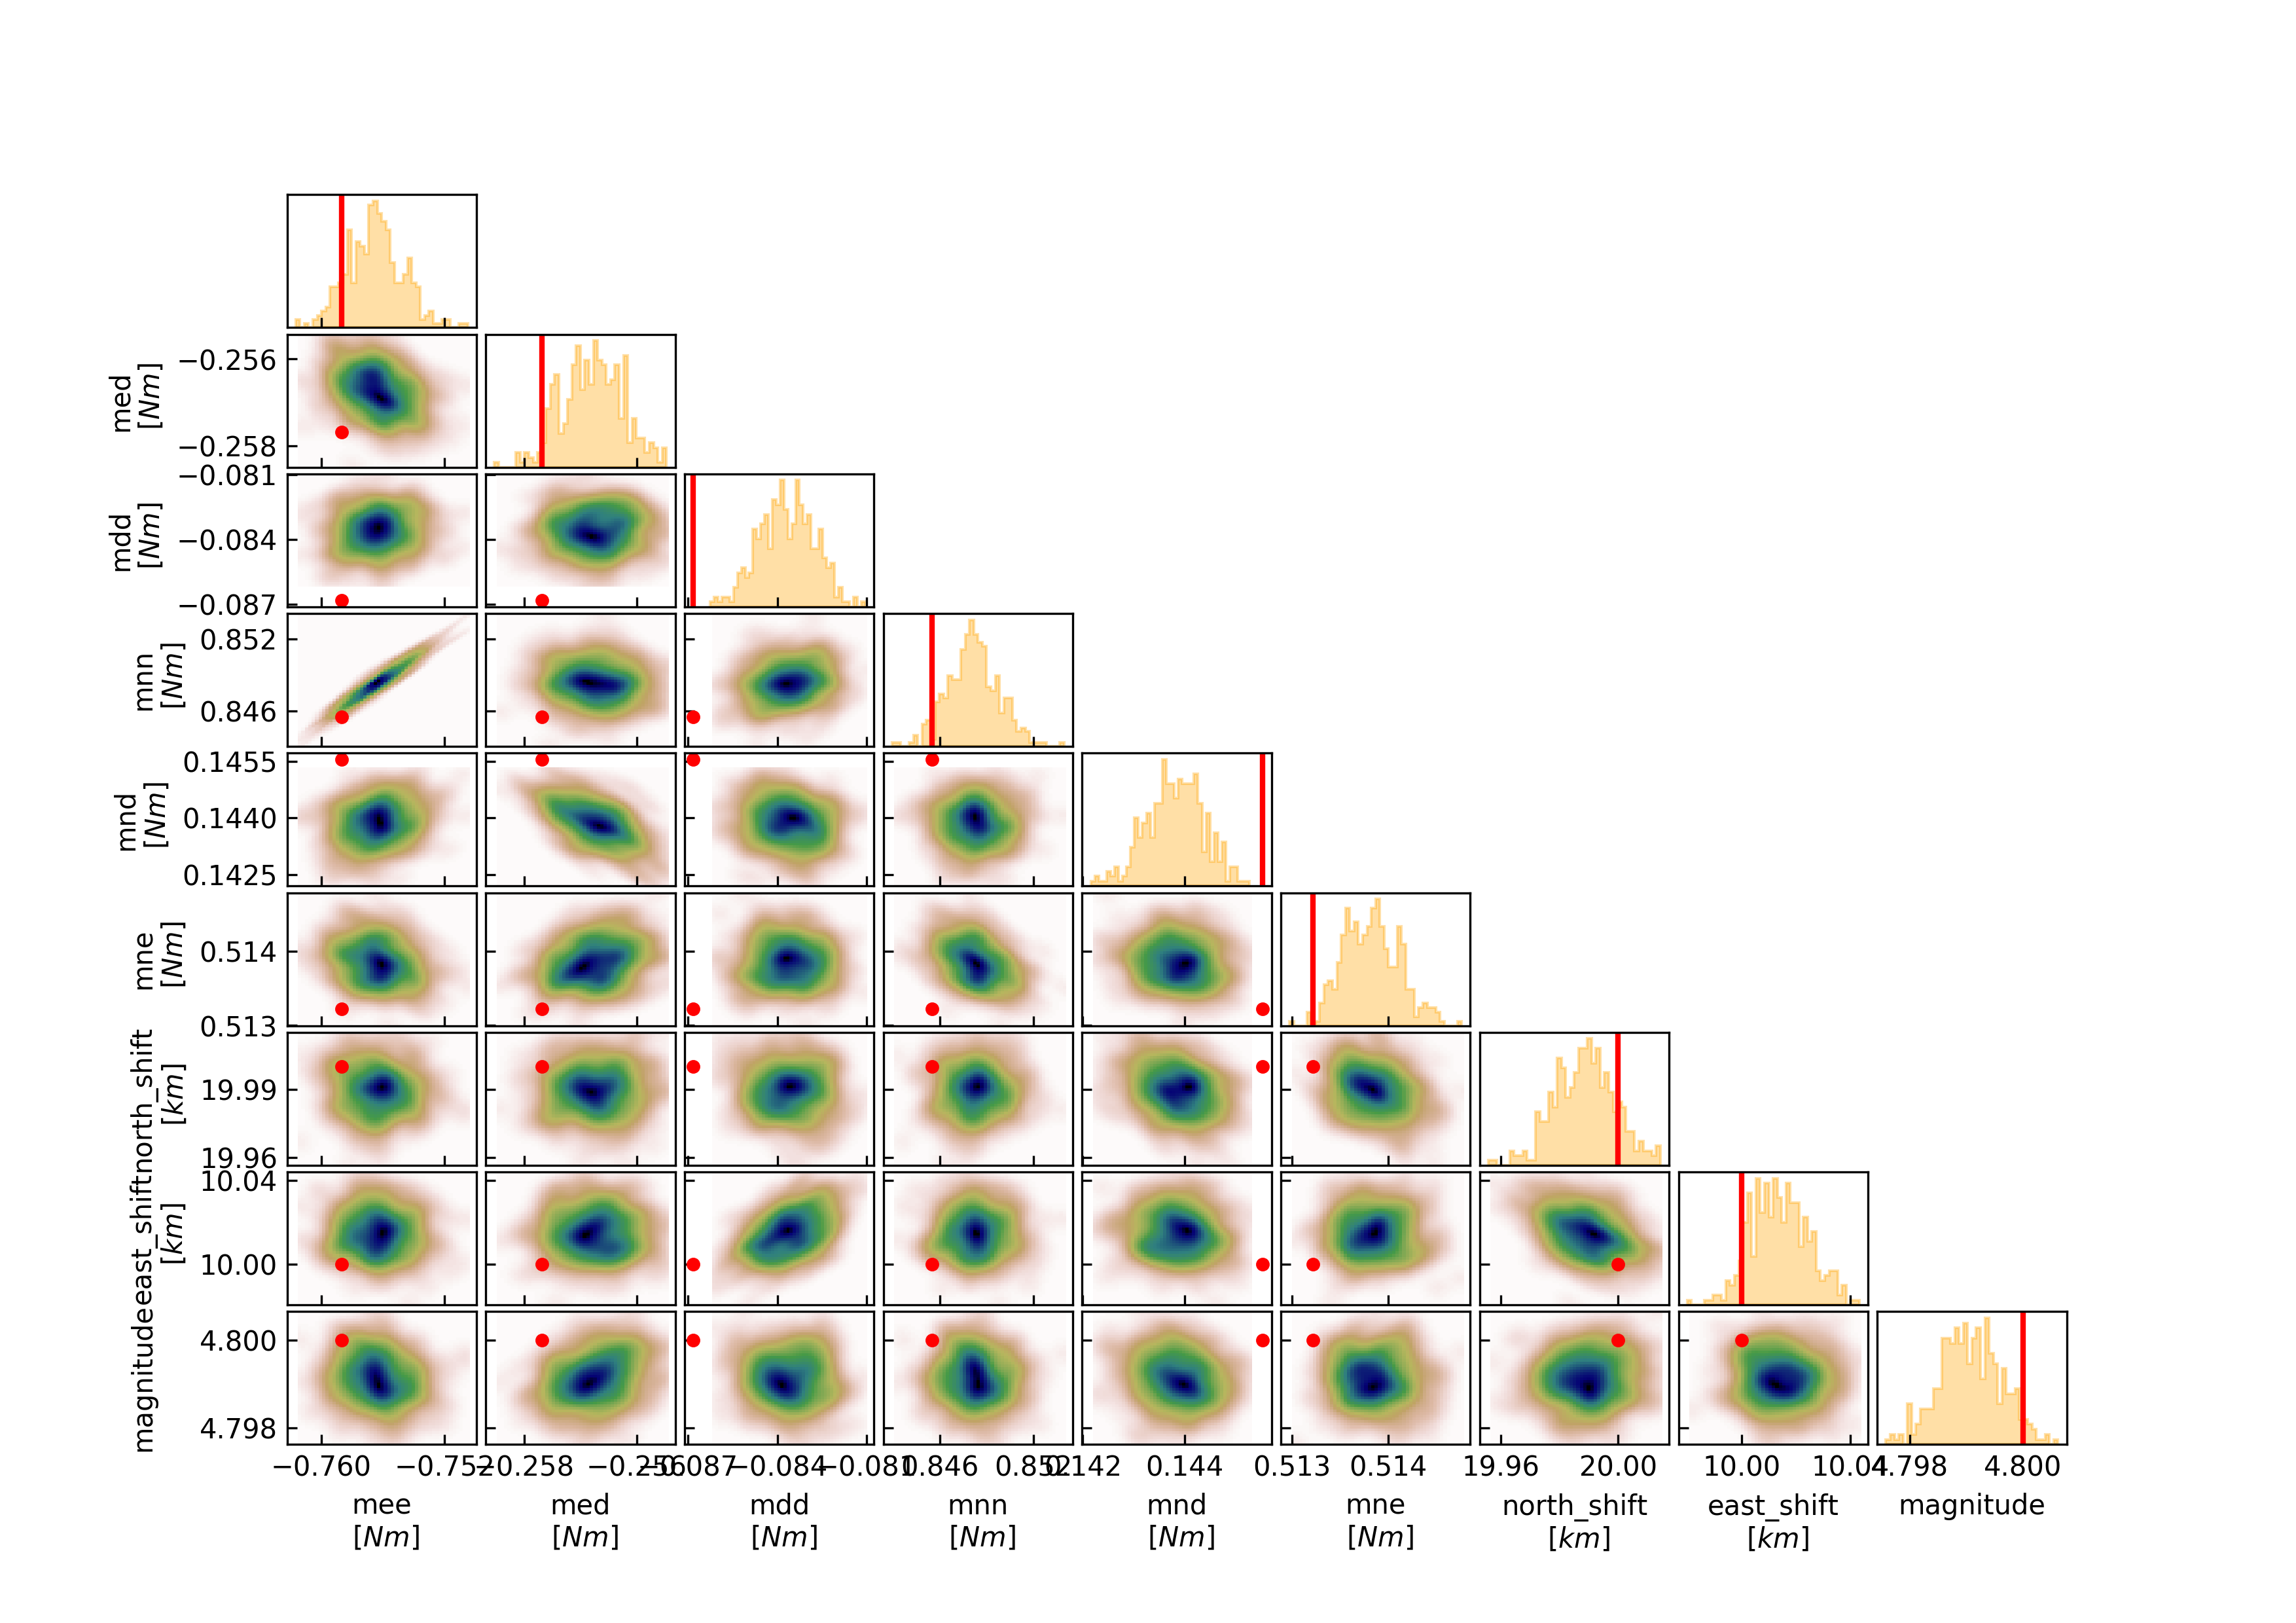 med
[Nm]
−0.256
−0.258
mdd
[Nm]
−0.081
−0.084
−0.087
mnn
[Nm]
0.852
0.846
mnd
[Nm]
0.1455
0.1440
0.1425
mne
[Nm]
0.514
0.513
north_shift
[km]
19.99
19.96
east_shift
[km]
10.04
10.00
magnitude
4.800
4.798
−0.760 −0.752 −0.258 −0.256 −0.087 −0.084 −0.081 0.846 0.852 0.142 0.144 0.513 0.514 19.96 20.00 10.00 10.04 4.798 4.800
mee med mdd mnn mnd mne north_shift east_shift magnitude
[Nm] [Nm] [Nm] [Nm] [Nm] [Nm] [km] [km]